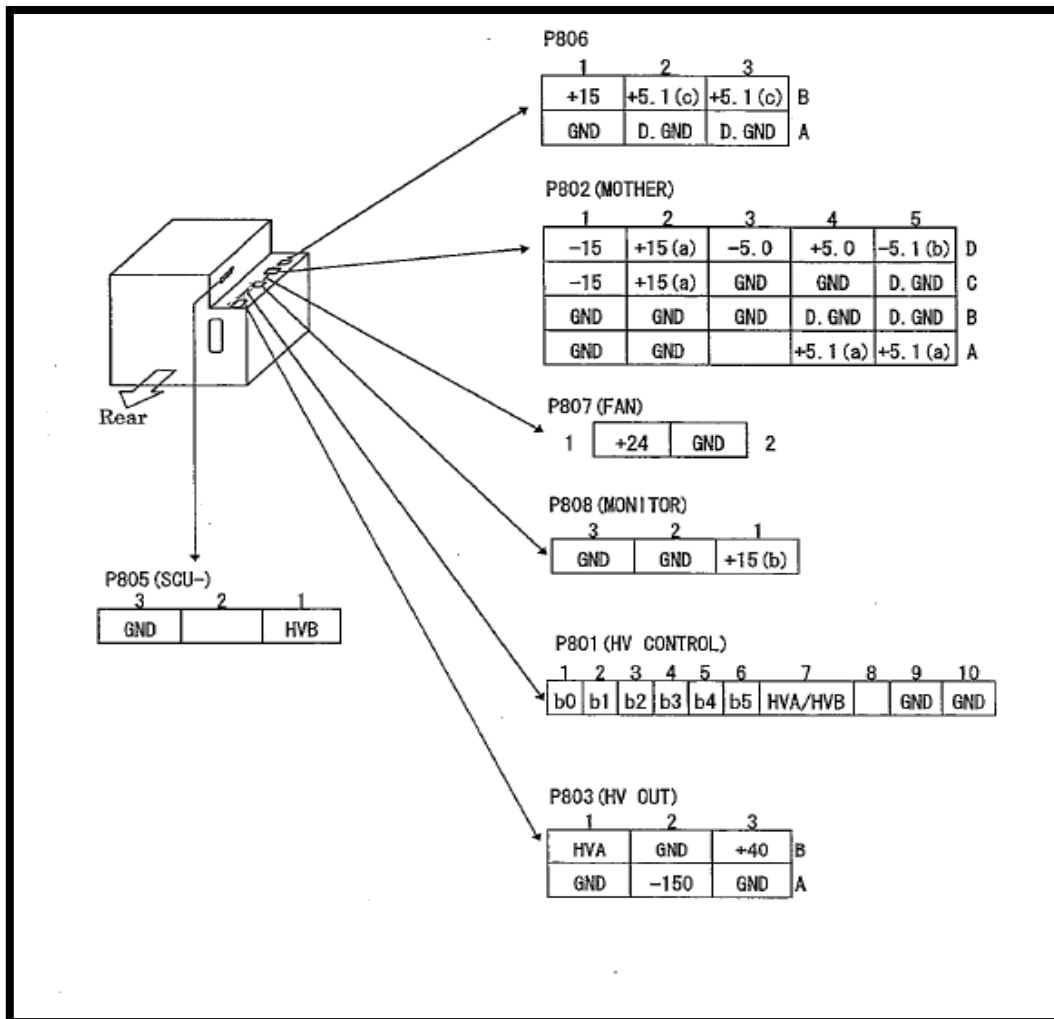 P806
1 2 3
+15 +5.1(c) +5.1(c) B
GND D.GND D.GND A
P802(MOTHER)
1 2 3 4 5
-15 +15(a) -5.0 +5.0 -5.1(b) D
-15 +15(a) GND GND D.GND C
GND GND GND D.GND D.GND B
GND GND +5.1(a) +5.1(a) A
Rear
P807(FAN)
1 +24 GND 2
P808(MONITOR)
3 2 1
GND GND +15(b)
P805(SCU-)
3 2 1
GND HVB
P801(HV CONTROL)
1 2 3 4 5 6 7 8 9 10
b0 b1 b2 b3 b4 b5 HVA/HVB GND GND
P803(HV OUT)
1 2 3
HVA GND +40 B
GND -150 GND A